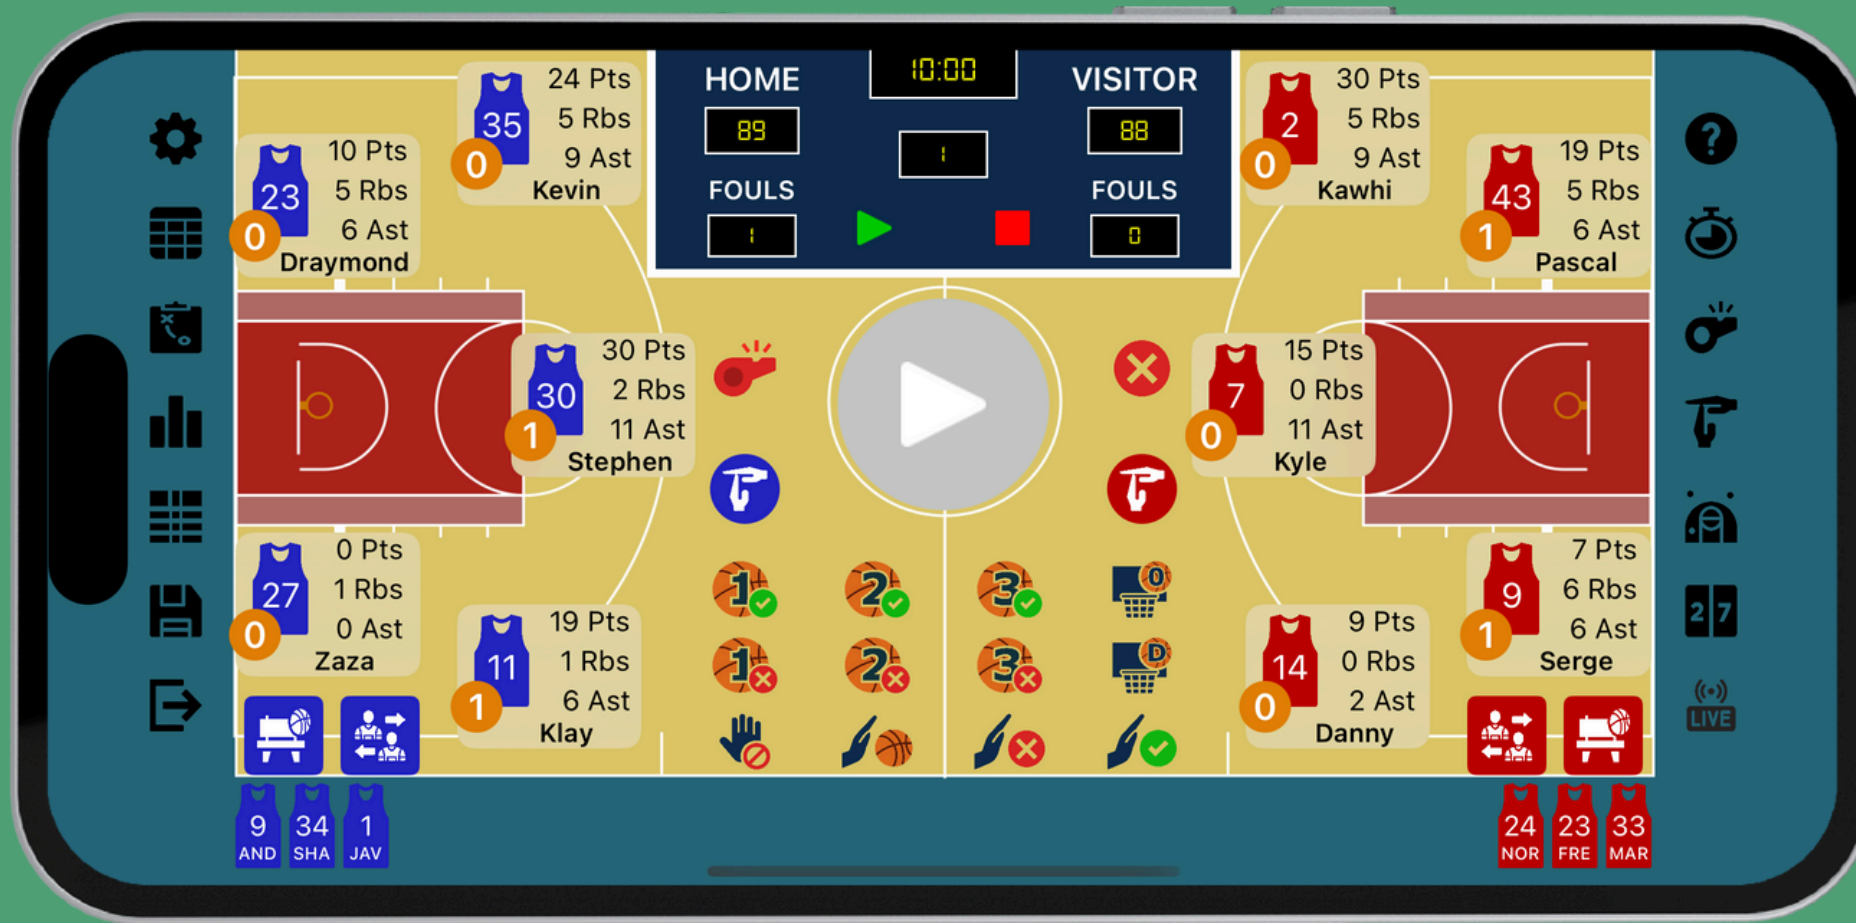 10:00
HOME
VISITOR
89
88
1
FOULS
FOULS
1
0
35
24 Pts
5 Rbs
9 Ast
0
Kevin
23
10 Pts
5 Rbs
6 Ast
0
Draymond
30
30 Pts
2 Rbs
11 Ast
1
Stephen
27
0 Pts
1 Rbs
0 Ast
0
Zaza
11
19 Pts
1 Rbs
6 Ast
1
Klay
2
30 Pts
5 Rbs
9 Ast
0
Kawhi
43
19 Pts
5 Rbs
6 Ast
1
Pascal
7
15 Pts
0 Rbs
11 Ast
0
Kyle
9
7 Pts
6 Rbs
6 Ast
1
Serge
14
9 Pts
0 Rbs
2 Ast
0
Danny
1 2 3 O
1 2 3 D
?
2 7
LIVE
9 34 1
AND SHA JAV
24 23 33
NOR FRE MAR